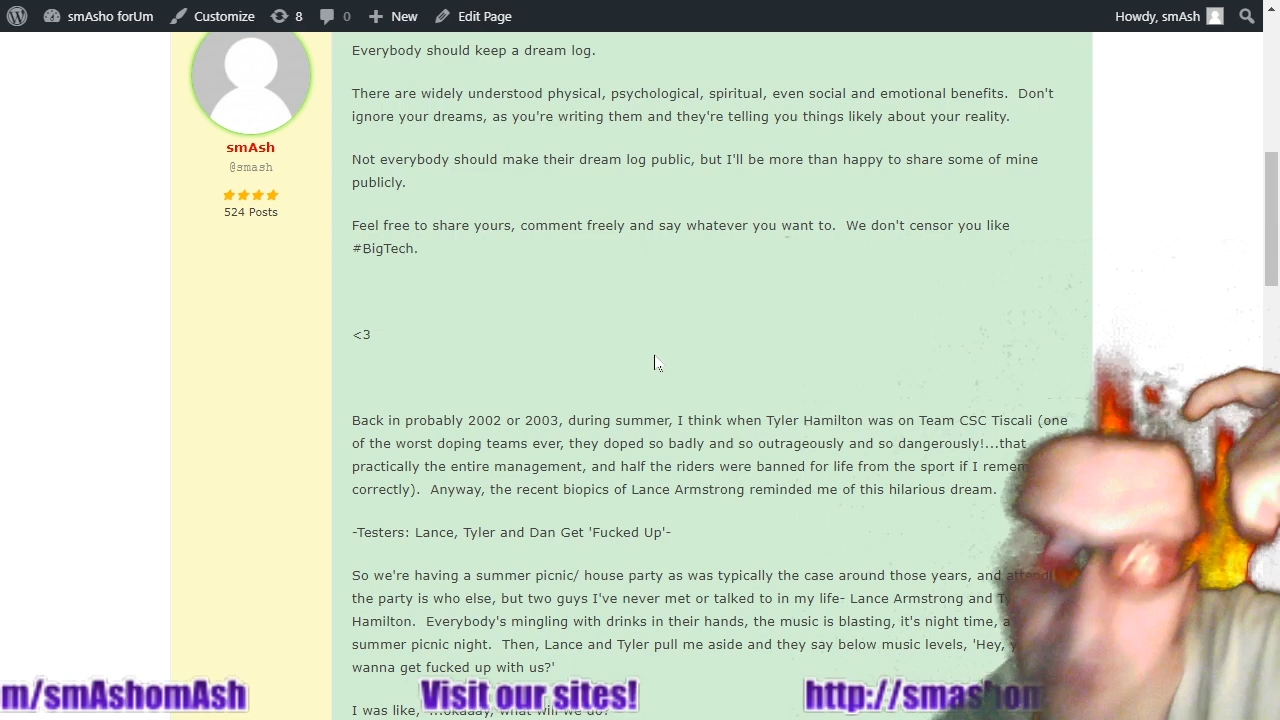 smAsho forUm Customize 8 0 New Edit Page Howdy, smAsh
Everybody should keep a dream log.
There are widely understood physical, psychological, spiritual, even social and emotional benefits. Don't
ignore your dreams, as you're writing them and they're telling you things likely about your reality.
smAsh
@smash
524 Posts
Not everybody should make their dream log public, but I'll be more than happy to share some of mine
publicly.
Feel free to share yours, comment freely and say whatever you want to. We don't censor you like
#BigTech.
<3
Back in probably 2002 or 2003, during summer, I think when Tyler Hamilton was on Team CSC Tiscali (one
of the worst doping teams ever, they doped so badly and so outrageously and so dangerously!...that
practically the entire management, and half the riders were banned for life from the sport if I
correctly). Anyway, the recent biopics of Lance Armstrong reminded me of this hilarious dream.
-Testers: Lance, Tyler and Dan Get 'Fucked Up'-
So we're having a summer picnic/ house party as was typically the case around those years, and
the party is who else, but two guys I've never met or talked to in my life- Lance Armstrong and
Hamilton. Everybody's mingling with drinks in their hands, the music is blasting, it's night time,
summer picnic night. Then, Lance and Tyler pull me aside and they say below music levels, 'Hey,
wanna get fucked up with us?'
m/smAshomAsh Visit our sites! http://smashom
I was like, '...okaaay, what will we do?'